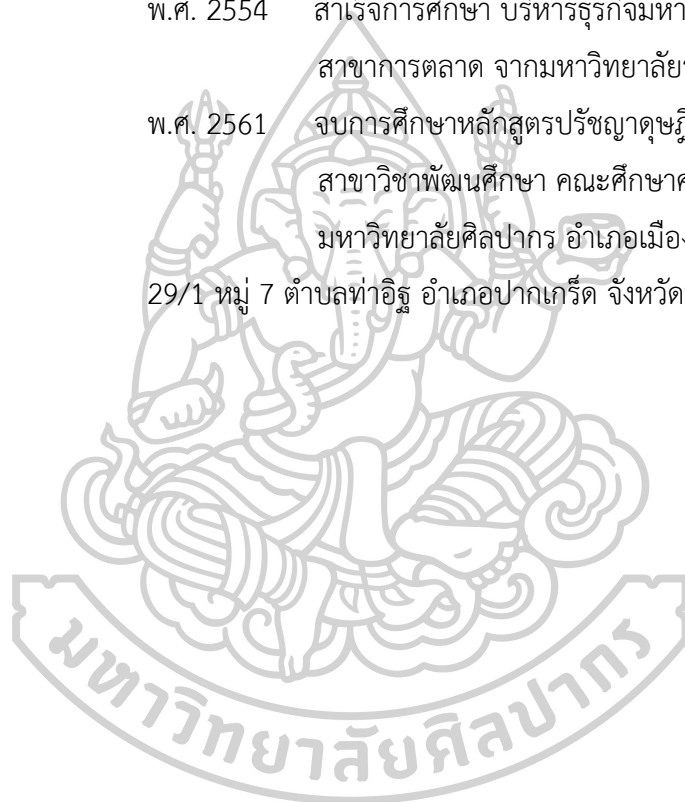 พ.ศ. 2554 สำเร็จการศึกษา บริหารธุรกิจมหา
สาขาการตลาด จากมหาวิทยาลัย
พ.ศ. 2561 จบการศึกษาหลักสูตรปรัชญาดุษฎี
สาขาวิชาพัฒนศึกษา คณะศึกษาศ
มหาวิทยาลัยศิลปากร อำเภอเมือง
29/1 หมู่ 7 ตำบลท่าอิฐ อำเภอปากเกร็ด จังหวัด
มหาวิทยาลัยศิลปากร